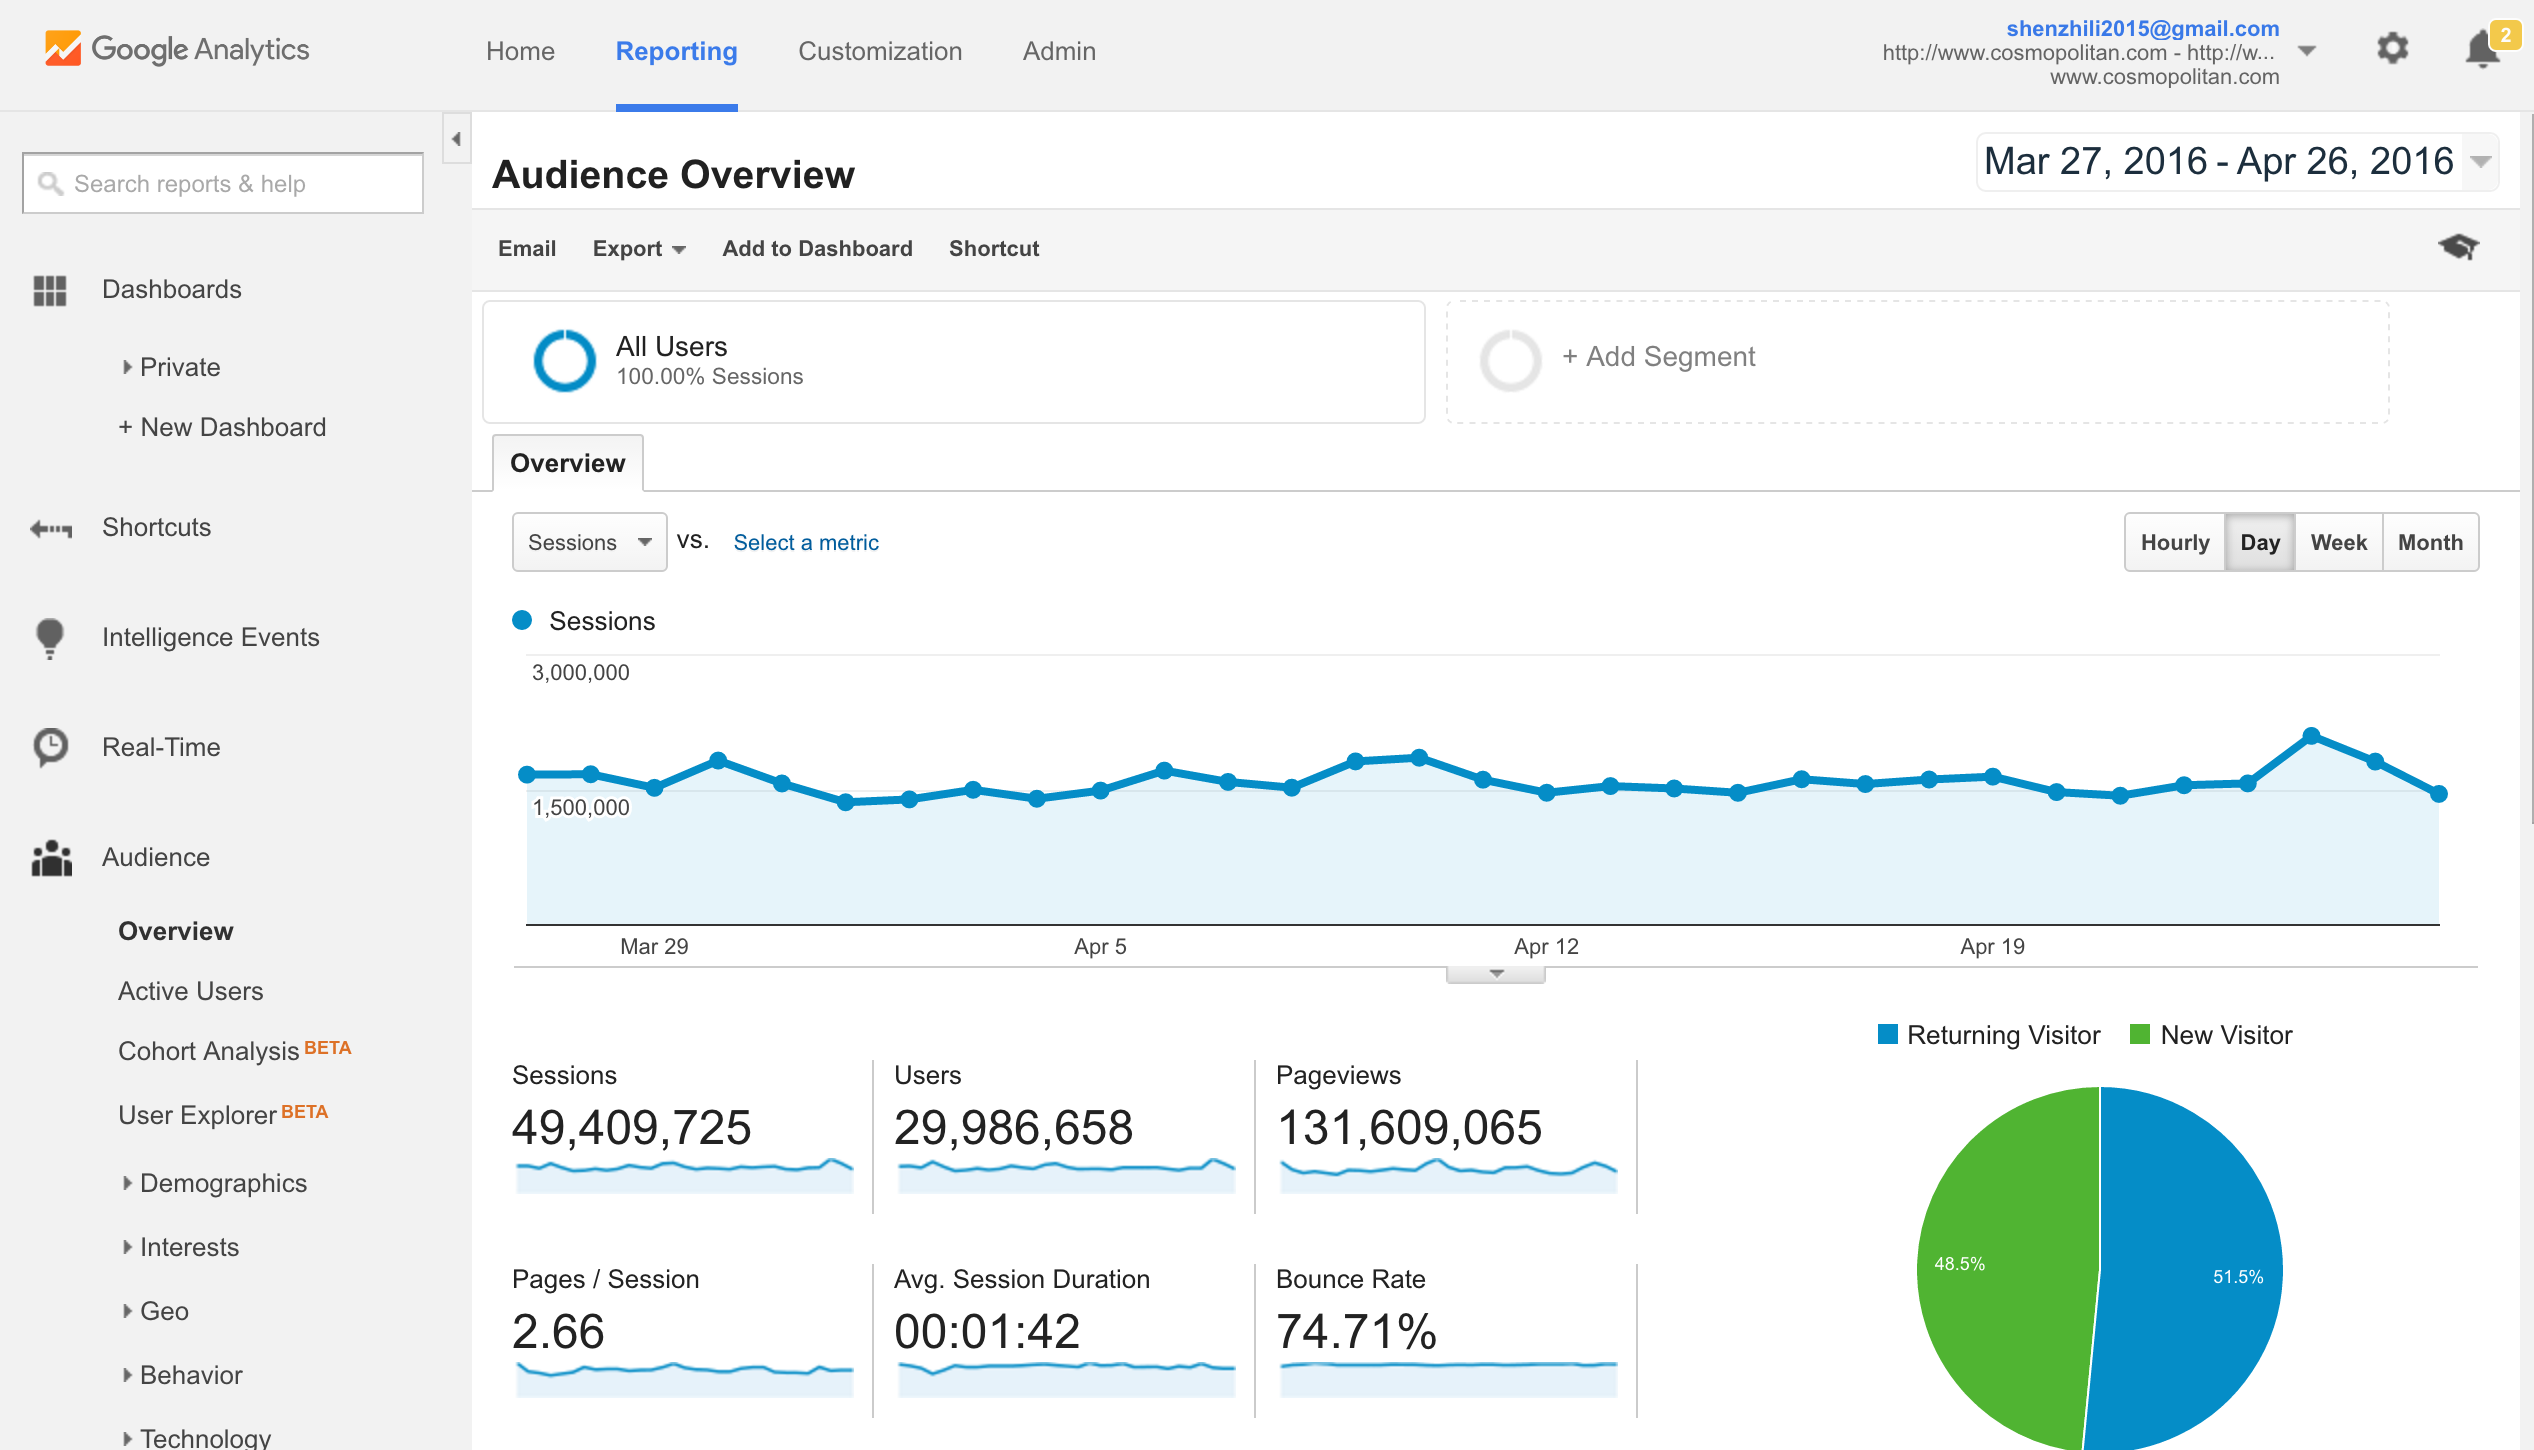 Google Analytics
Home Reporting Customization Admin
shenzhili2015@gmail.com
http://www.cosmopolitan.com - http://w...
www.cosmopolitan.com
2
Search reports & help
Dashboards
Private
+ New Dashboard
Shortcuts
Intelligence Events
Real-Time
Audience
Overview
Active Users
Cohort Analysis BETA
User Explorer BETA
Demographics
Interests
Geo
Behavior
Technology
Audience Overview
Mar 27, 2016 - Apr 26, 2016
Email Export Add to Dashboard Shortcut
All Users
100.00% Sessions
+ Add Segment
Overview
Sessions vs. Select a metric
Hourly Day Week Month
Sessions
3,000,000
1,500,000
Mar 29 Apr 5 Apr 12 Apr 19
Sessions
49,409,725
Users
29,986,658
Pageviews
131,609,065
Pages / Session
2.66
Avg. Session Duration
00:01:42
Bounce Rate
74.71%
Returning Visitor New Visitor
48.5%
51.5%